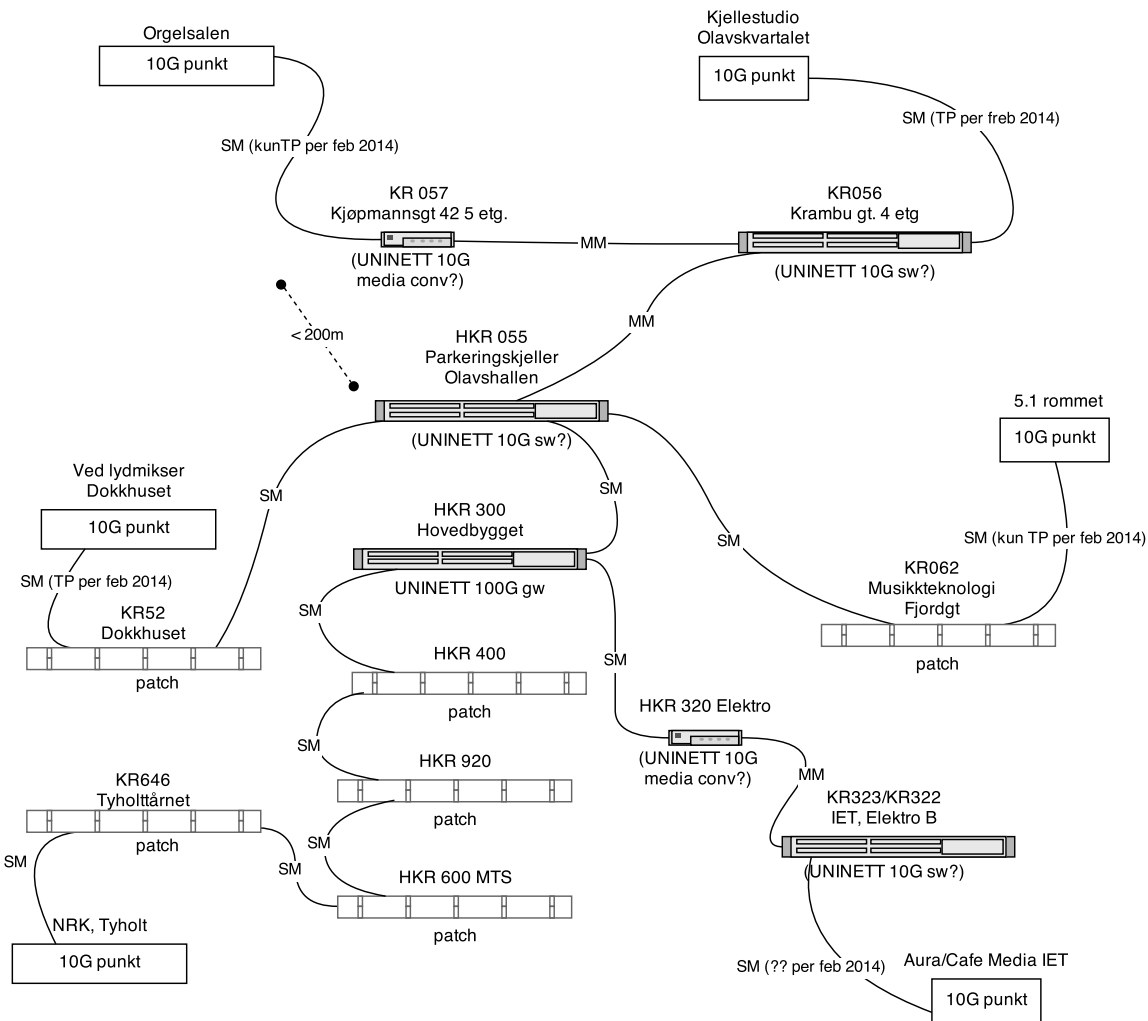 Orgelsalen
10G punkt
Kjellestudio
Olavskvartalet
10G punkt
SM (kunTP per feb 2014)
SM (TP per freb 2014)
KR 057
Kjøpmannsgt 42 5 etg.
(UNINETT 10G
media conv?)
MM
KR056
Krambu gt. 4 etg
(UNINETT 10G sw?)
< 200m
MM
HKR 055
Parkeringskjeller
Olavshallen
(UNINETT 10G sw?)
5.1 rommet
10G punkt
Ved lydmikser
Dokkhuset
10G punkt
SM
SM
SM
SM (kun TP per feb 2014)
SM (TP per feb 2014)
KR52
Dokkhuset
patch
HKR 300
Hovedbygget
UNINETT 100G gw
KR062
Musikkteknologi
Fjordgt
patch
SM
HKR 400
patch
SM
HKR 320 Elektro
(UNINETT 10G
media conv?)
SM
HKR 920
patch
MM
KR646
Tyholttårnet
patch
KR323/KR322
IET, Elektro B
(UNINETT 10G sw?)
SM
SM
SM
HKR 600 MTS
patch
NRK, Tyholt
10G punkt
SM (?? per feb 2014)
Aura/Cafe Media IET
10G punkt